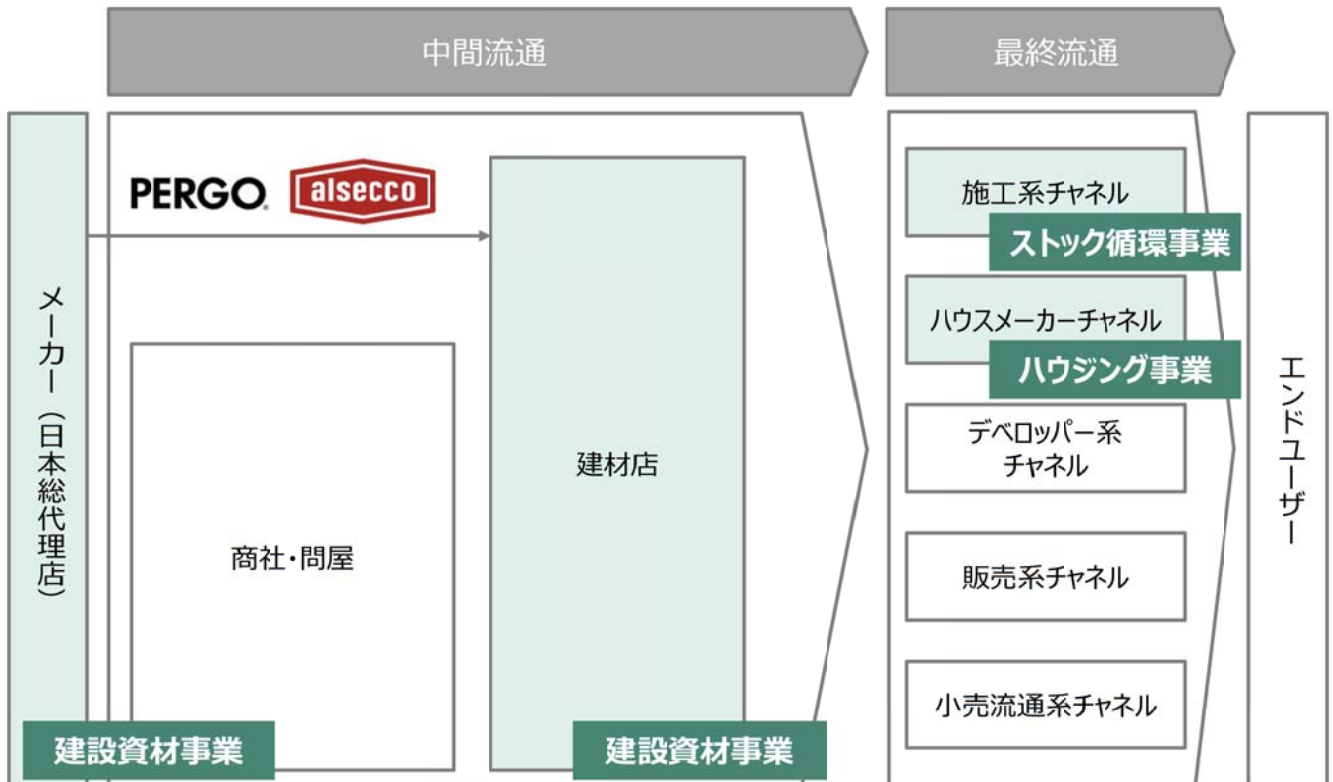 中間流通
最終流通
メーカー（日本総代理店）
PERGO®
alsecco
商社・問屋
建設資材事業
建材店
建設資材事業
施工系チャネル
ストック循環事業
ハウスメーカーチャネル
ハウジング事業
デベロッパー系
チャネル
販売系チャネル
小売流通系チャネル
エンドユーザー